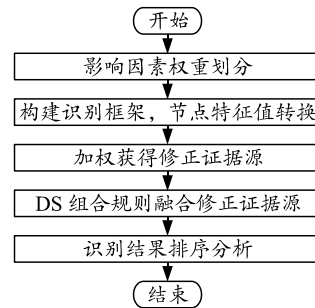 开始
影响因素权重划分
构建识别框架，节点特征值转换
加权获得修正证据源
DS 组合规则融合修正证据源
识别结果排序分析
结束